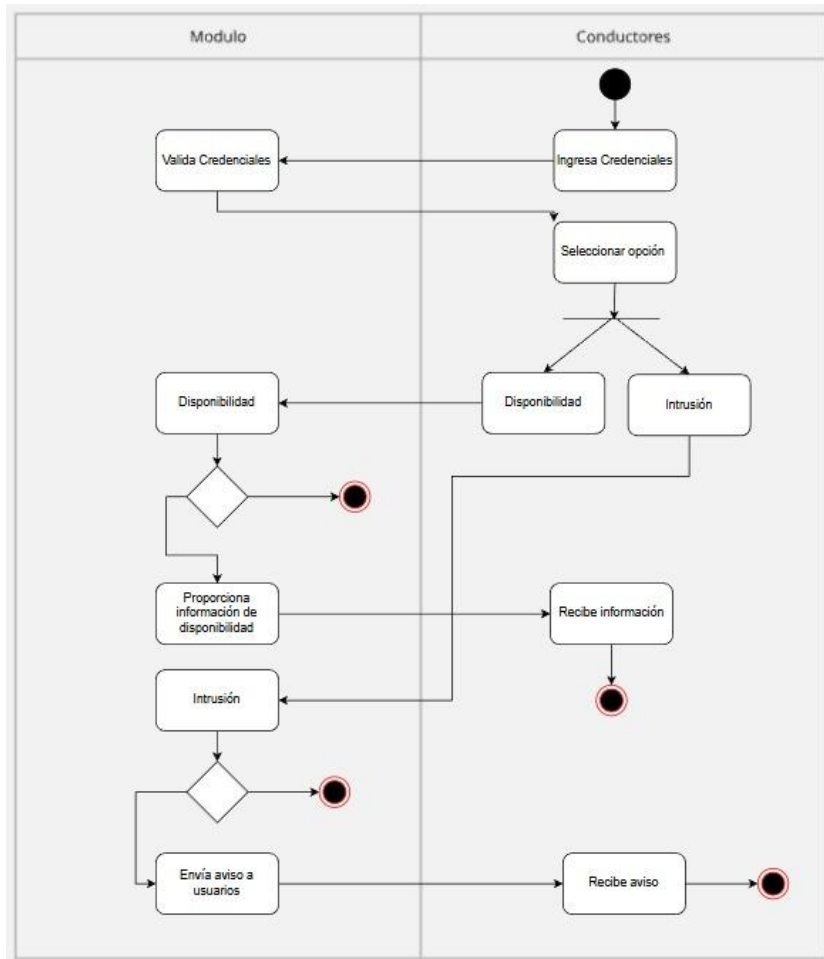 Modulo
Conductores
Valida Credenciales
Ingresa Credenciales
Seleccionar opción
Disponibilidad
Disponibilidad
Intrusión
Proporciona
información de
disponibilidad
Recibe información
Intrusión
Envía aviso a
usuarios
Recibe aviso